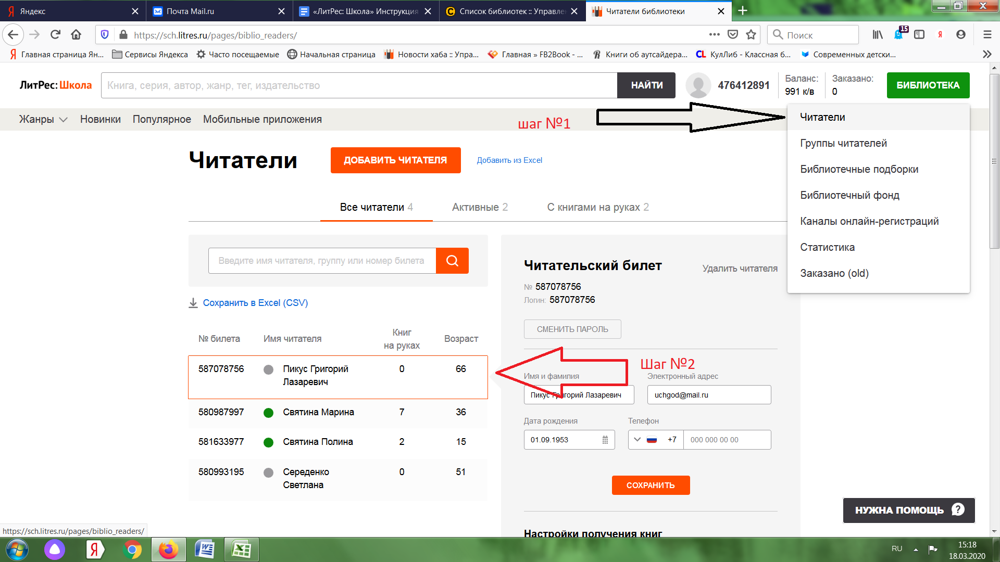 Яндекс
Почта Mail.ru
«ЛитРес: Школа» Инструкция
Список библиотек :: Управлен
Читатели библиотеки
https://sch.litres.ru/pages/biblio_readers/
Поиск
15
Главная страница Ян...
Сервисы Яндекса
Часто посещаемые
Начальная страница
Новости хаба :: Упра...
Главная » FB2Book - ...
Книги об аутсайдера...
CL КулЛиб - Классная б...
Современных детски...
ЛитРес: Школа
Книга, серия, автор, жанр, тег, издательство
НАЙТИ
476412891
Баланс:
991 к/в
Заказано:
0
БИБЛИОТЕКА
Жанры
Новинки
Популярное
Мобильные приложения
шаг №1
Читатели
Группы читателей
Библиотечные подборки
Библиотечный фонд
Каналы онлайн-регистраций
Статистика
Заказано (old)
Читатели
ДОБАВИТЬ ЧИТАТЕЛЯ
Добавить из Excel
Все читатели 4
Активные 2
С книгами на руках 2
Введите имя читателя, группу или номер билета
Сохранить в Excel (CSV)
№ билета
Имя читателя
Книг
на руках
Возраст
587078756
Пикус Григорий
Лазаревич
0
66
580987997
Святина Марина
7
36
581633977
Святина Полина
2
15
580993195
Середенко
Светлана
0
51
Читательский билет
Удалить читателя
№ 587078756
Логин: 587078756
СМЕНИТЬ ПАРОЛЬ
Шаг №2
Имя и фамилия
Электронный адрес
Пикус Григорий Лазаревич
uchgod@mail.ru
Дата рождения
Телефон
01.09.1953
+7
000 000 00 00
СОХРАНИТЬ
Настройки получения книг
НУЖНА ПОМОЩЬ ?
https://sch.litres.ru/pages/biblio_readers/
RU
15:18
18.03.2020